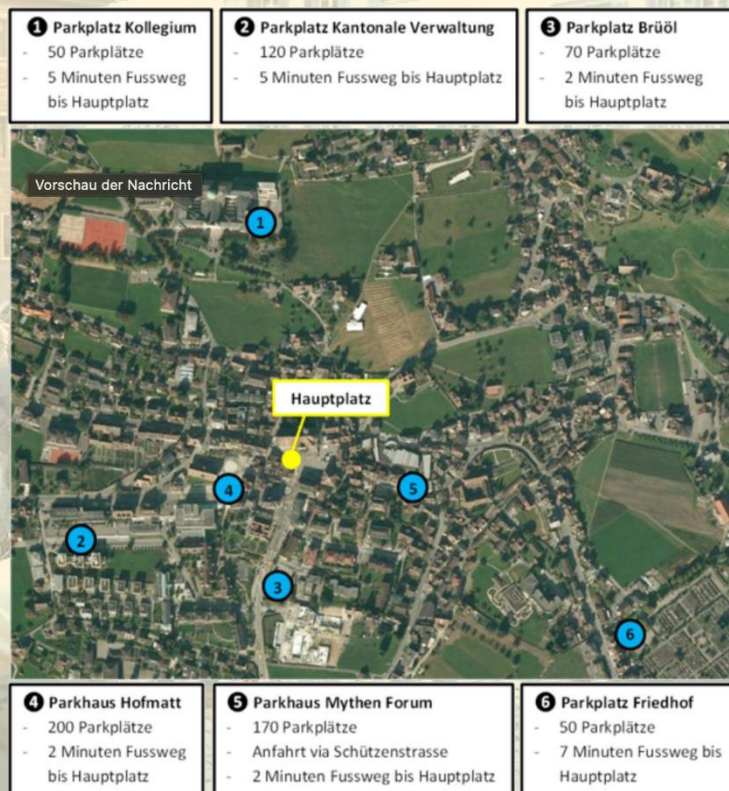 ❶ Parkplatz Kollegium
- 50 Parkplätze
- 5 Minuten Fussweg
bis Hauptplatz
❷ Parkplatz Kantonale Verwaltung
- 120 Parkplätze
- 5 Minuten Fussweg bis Hauptplatz
❸ Parkplatz Brüöl
- 70 Parkplätze
- 2 Minuten Fussweg
bis Hauptplatz
Vorschau der Nachricht
1
Hauptplatz
4
5
2
3
6
❹ Parkhaus Hofmatt
- 200 Parkplätze
- 2 Minuten Fussweg
bis Hauptplatz
❺ Parkhaus Mythen Forum
- 170 Parkplätze
- Anfahrt via Schützenstrasse
- 2 Minuten Fussweg bis Hauptplatz
❻ Parkplatz Friedhof
- 50 Parkplätze
- 7 Minuten Fussweg bis
Hauptplatz